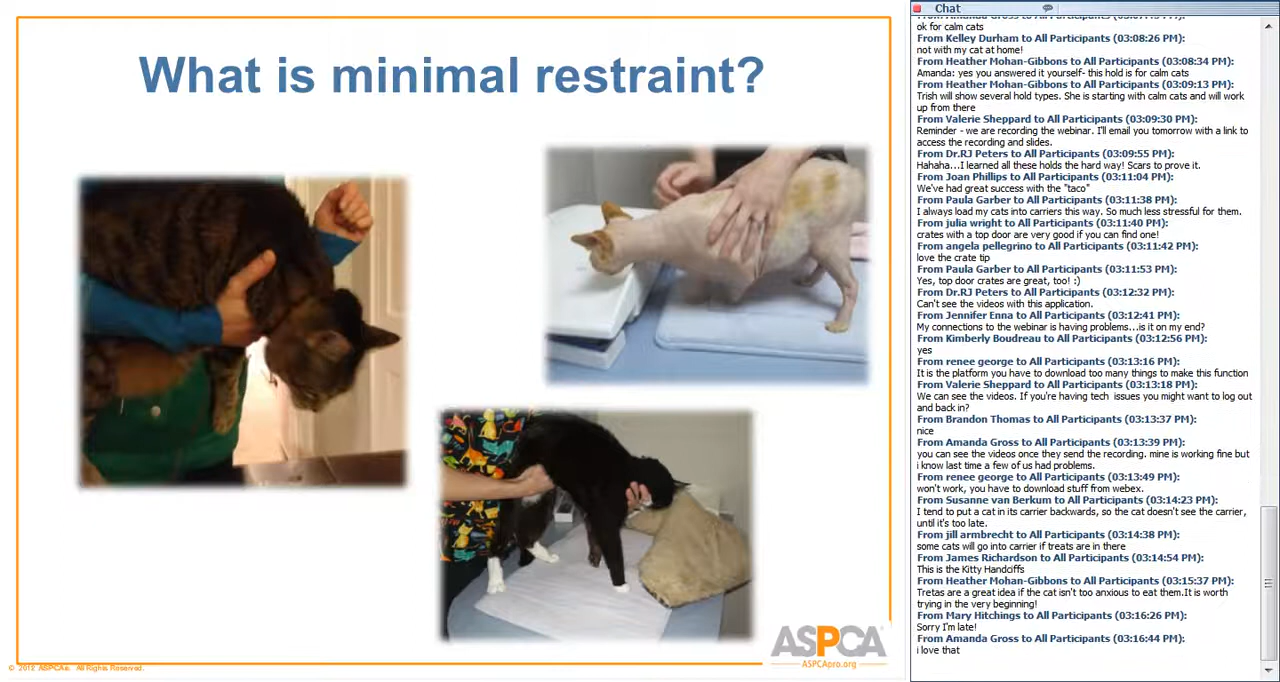 What is minimal restraint?
ASPCA
ASPCApro.org
© 2012 ASPCA®. All Rights Reserved.
Chat
ok for calm cats
From Kelley Durham to All Participants (03:08:26 PM):
not with my cat at home!
From Heather Mohan-Gibbons to All Participants (03:08:34 PM):
Amanda: yes you answered it yourself- this hold is for calm cats
From Heather Mohan-Gibbons to All Participants (03:09:13 PM):
Trish will show several hold types. She is starting with calm cats and will work
up from there
From Valerie Sheppard to All Participants (03:09:30 PM):
Reminder - we are recording the webinar. I'll email you tomorrow with a link to
access the recording and slides.
From Dr.RJ Peters to All Participants (03:09:55 PM):
Hahaha...I learned all these holds the hard way! Scars to prove it.
From Joan Phillips to All Participants (03:11:04 PM):
We've had great success with the "taco"
From Paula Garber to All Participants (03:11:38 PM):
I always load my cats into carriers this way. So much less stressful for them.
From julia wright to All Participants (03:11:40 PM):
crates with a top door are very good if you can find one!
From angela pellegrino to All Participants (03:11:42 PM):
love the crate tip
From Paula Garber to All Participants (03:11:53 PM):
Yes, top door crates are great, too! :)
From Dr.RJ Peters to All Participants (03:12:32 PM):
Can't see the videos with this application.
From Jennifer Enna to All Participants (03:12:41 PM):
My connections to the webinar is having problems...is it on my end?
From Kimberly Boudreau to All Participants (03:12:56 PM):
yes
From renee george to All Participants (03:13:16 PM):
It is the platform you have to download too many things to make this function
From Valerie Sheppard to All Participants (03:13:18 PM):
We can see the videos. If you're having tech issues you might want to log out
and back in?
From Brandon Thomas to All Participants (03:13:37 PM):
nice
From Amanda Gross to All Participants (03:13:39 PM):
you can see the videos once they send the recording. mine is working fine but
i know last time a few of us had problems.
From renee george to All Participants (03:13:49 PM):
won't work, you have to download stuff from webex.
From Susanne van Berkum to All Participants (03:14:23 PM):
I tend to put a cat in its carrier backwards, so the cat doesn't see the carrier,
until it's too late.
From jill armbrecht to All Participants (03:14:38 PM):
some cats will go into carrier if treats are in there
From James Richardson to All Participants (03:14:54 PM):
This is the Kitty Handciffs
From Heather Mohan-Gibbons to All Participants (03:15:37 PM):
Tretas are a great idea if the cat isn't too anxious to eat them.It is worth
trying in the very beginning!
From Mary Hitchings to All Participants (03:16:26 PM):
Sorry I'm late!
From Amanda Gross to All Participants (03:16:44 PM):
i love that